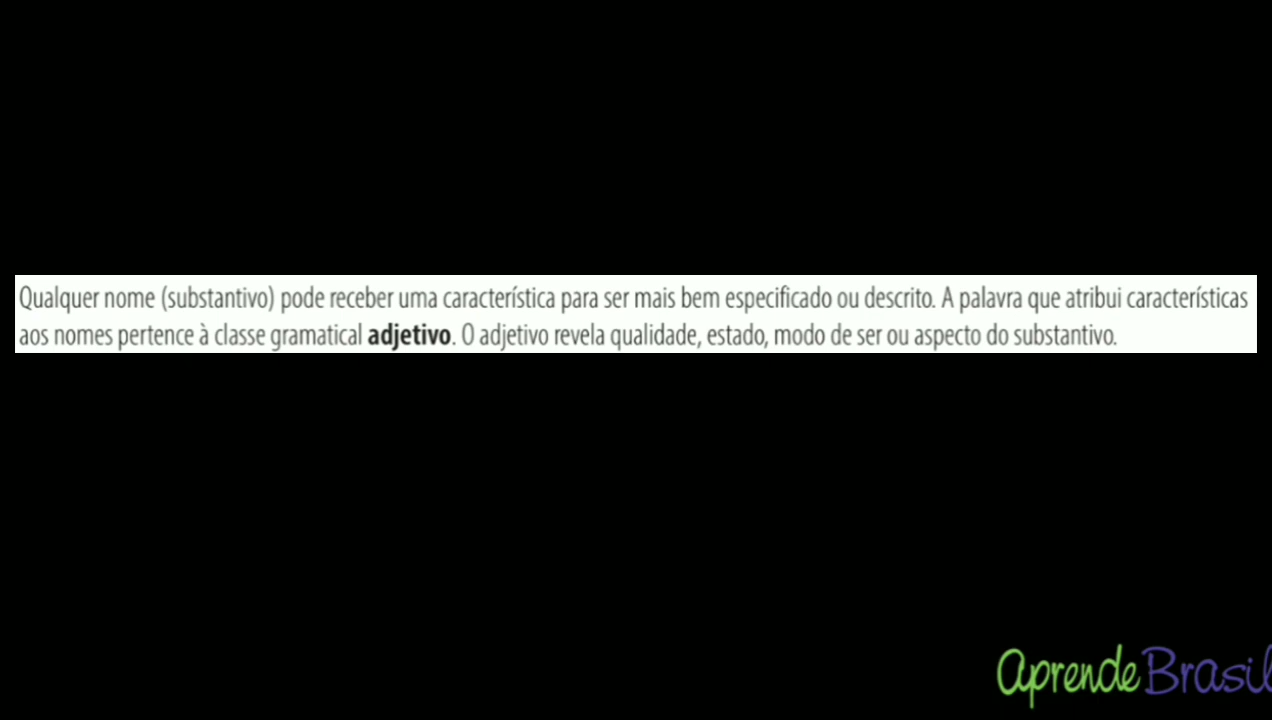 Qualquer nome (substantivo) pode receber uma característica para ser mais bem especificado ou descrito. A palavra que atribui características
aos nomes pertence à classe gramatical adjetivo. O adjetivo revela qualidade, estado, modo de ser ou aspecto do substantivo.
aprendeBrasil